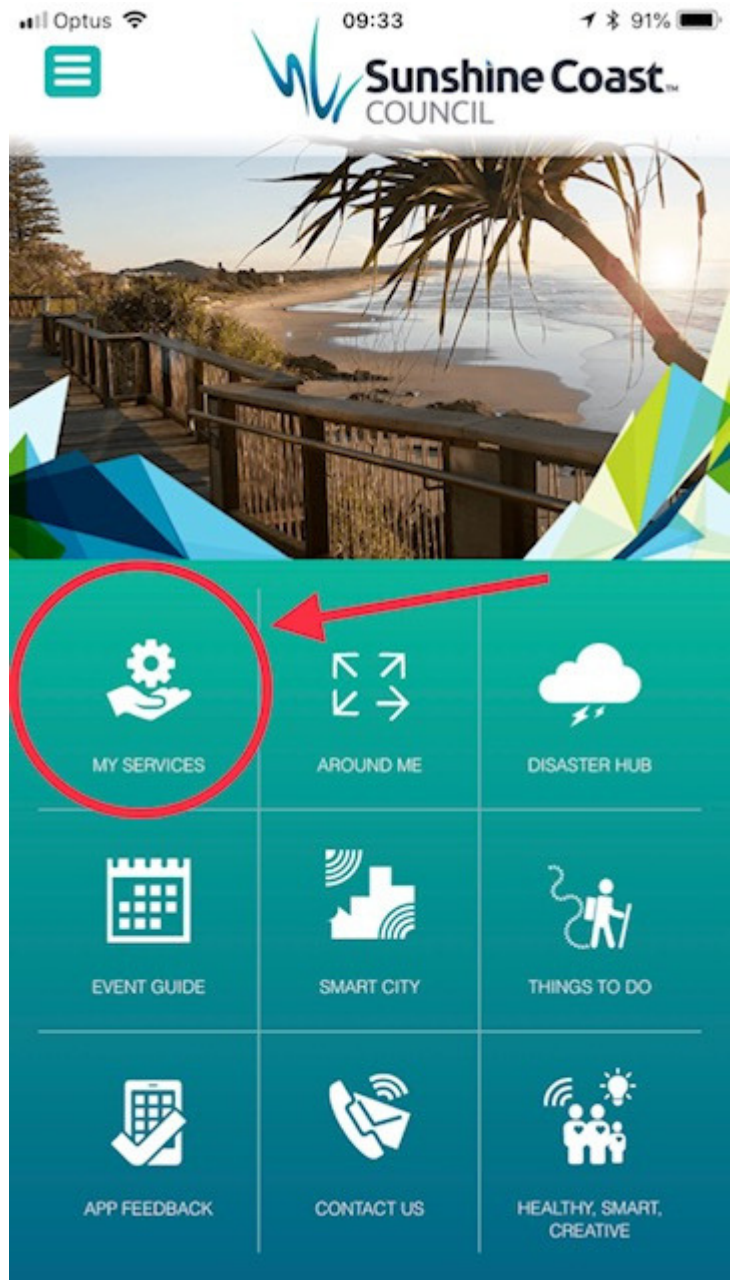 Optus 09:33 91%
Sunshine Coast™
COUNCIL
MY SERVICES
AROUND ME
DISASTER HUB
EVENT GUIDE
SMART CITY
THINGS TO DO
APP FEEDBACK
CONTACT US
HEALTHY, SMART,
CREATIVE